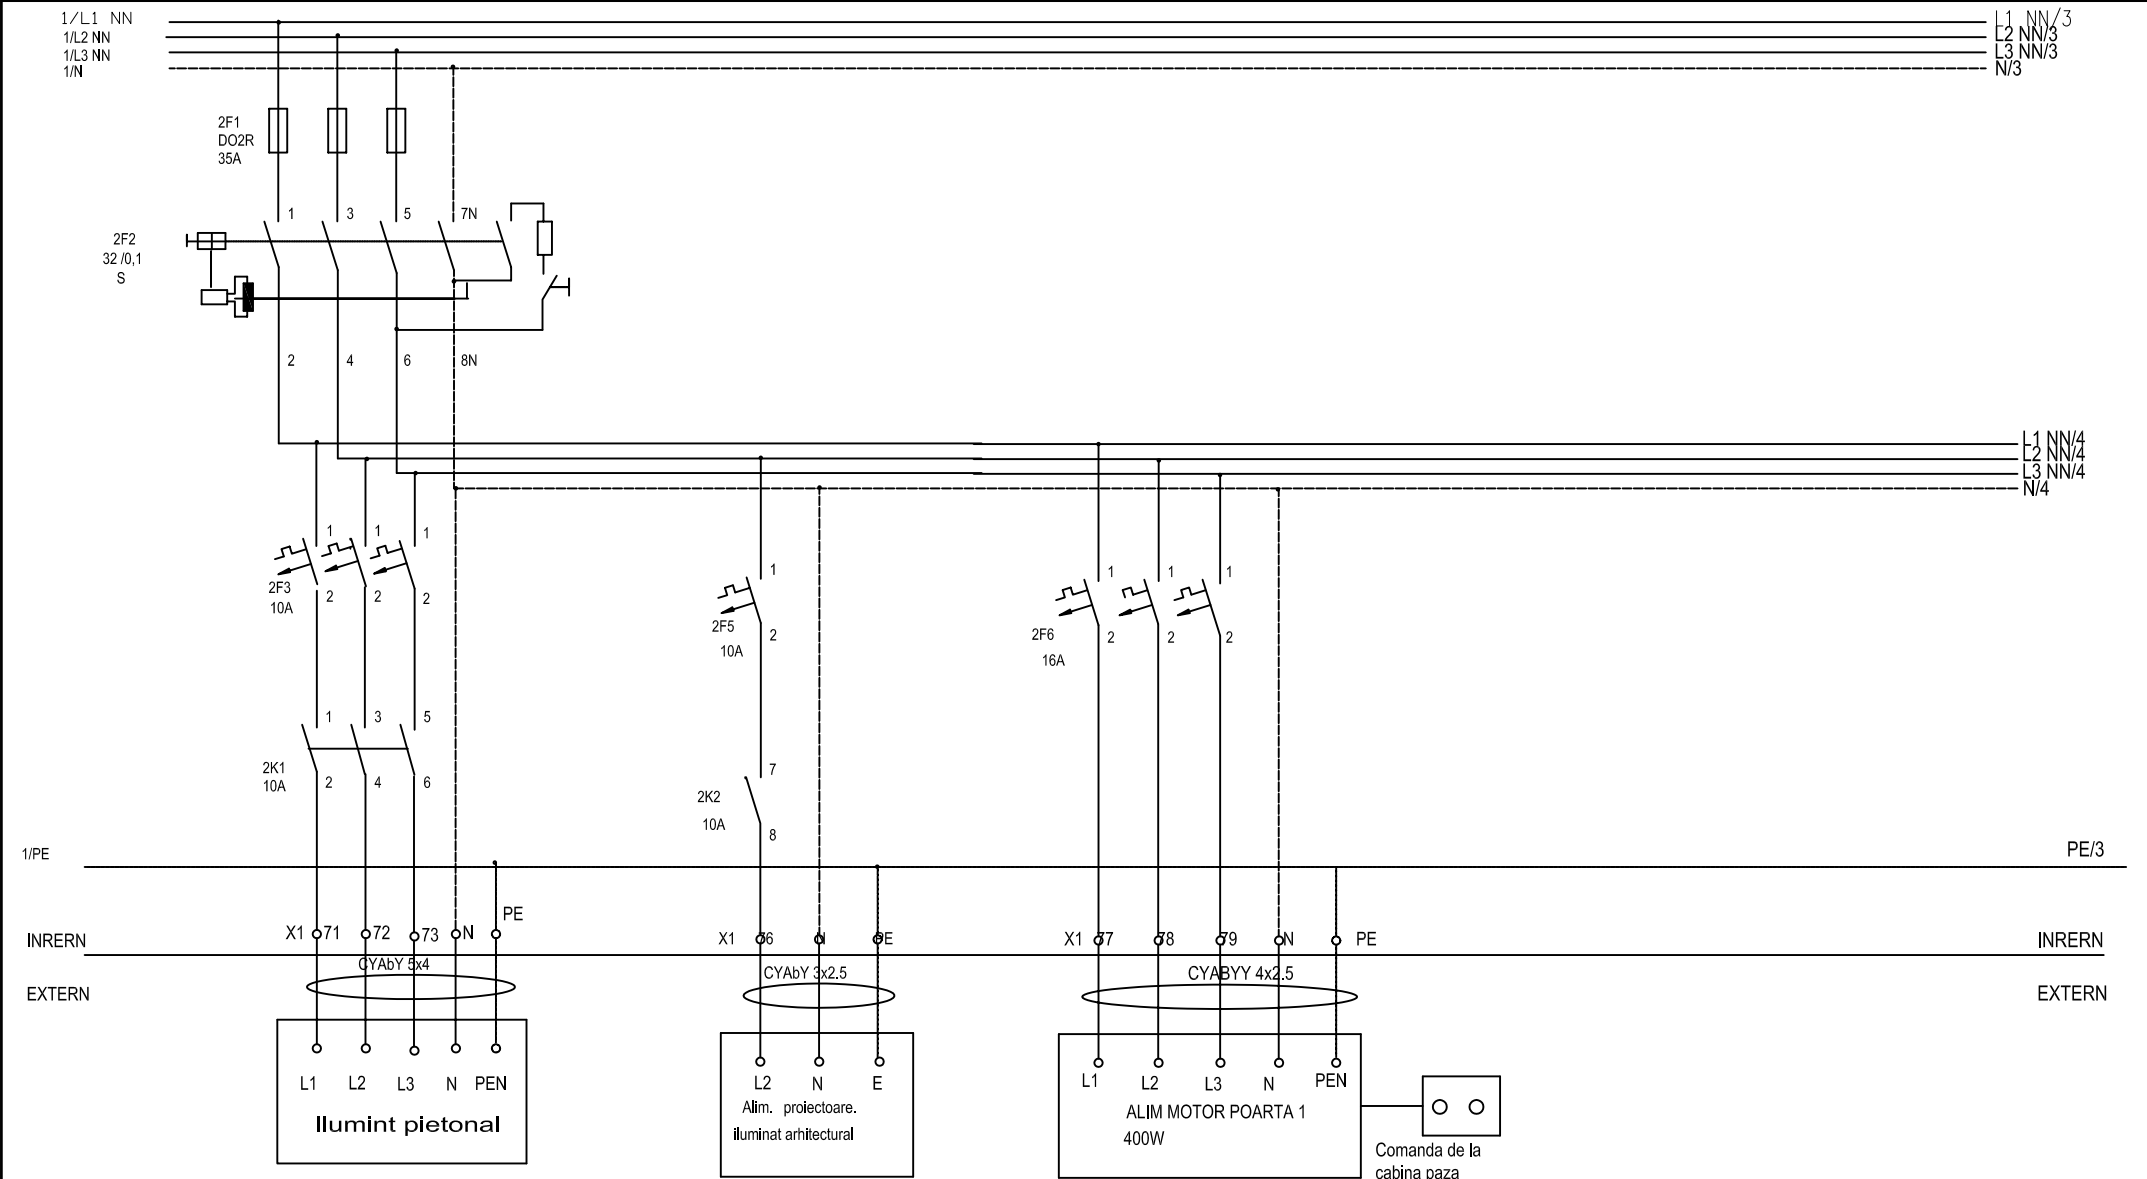 1/L1 NN
L1 NN/3
1/L2 NN
L2 NN/3
1/L3 NN
L3 NN/3
1/N
N/3
2F1
DO2R
35A
1
3
5
7N
2F2
32 /0,1
S
2
4
6
8N
L1 NN/4
L2 NN/4
L3 NN/4
N/4
1
1
1
2F3
10A
2
2
2
1
2F5
10A
2
1
1
1
2F6
16A
2
2
2
1
3
5
2K1
10A
2
4
6
7
2K2
10A
8
1/PE
PE/3
PE
X1 71 72 73 N
X1 76 N PE
X1 77 78 79 N PE
INRERN
INRERN
CYAbY 5x4
CYAbY 3x2.5
CYABYY 4x2.5
EXTERN
EXTERN
L1 L2 L3 N PEN
Ilumint pietonal
L2 N E
Alim. proiectoare.
iluminat arhitectural
L1 L2 L3 N PEN
ALIM MOTOR POARTA 1
400W
Comanda de la
cabina paza